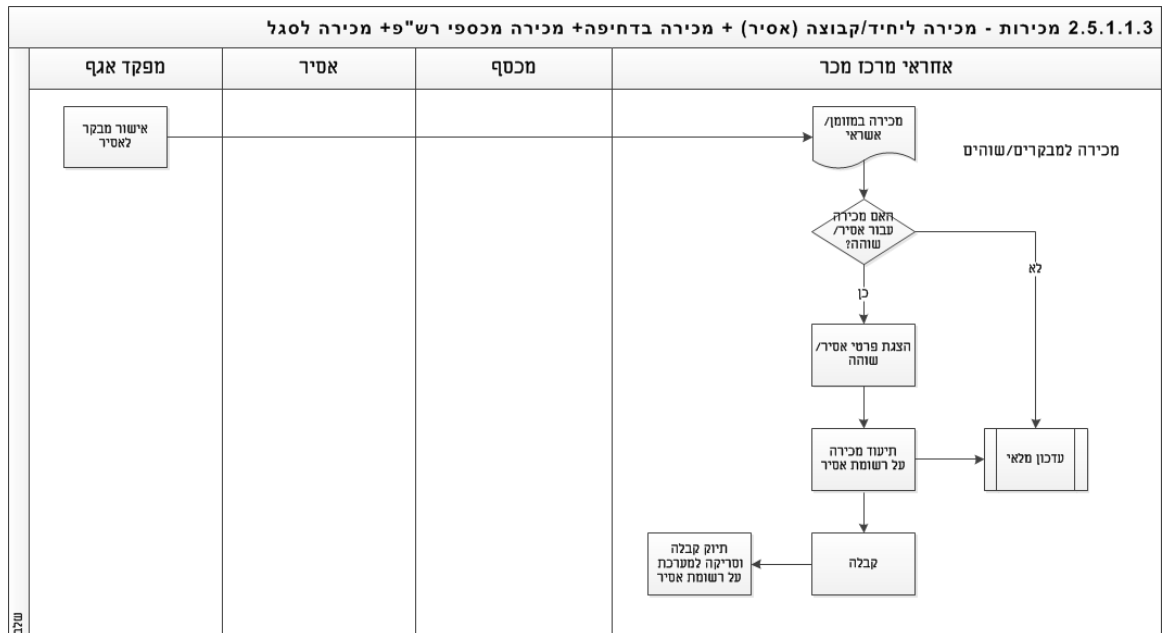 2.5.1.1.3 מכירות - מכירה ליחיד/קבוצה (אסיר) + מכירה בדחיפה+ מכירה מכספי רש"פ+ מכירה לסגל
אחראי מרכז מכר
מכסף
אסיר
מפקד אגף
מכירה למבקרים/שוהים
מכירה במזומן/
אשראי
אישור מבקר
לאסיר
האם מכירה
עבור אסיר/
שוהה?
לא
כן
הצגת פרטי אסיר/
שוהה
תיעוד מכירה
על רשומת אסיר
עדכון מלאי
קבלה
תיוק קבלה
וסריקה למערכת
על רשומת אסיר
שלב